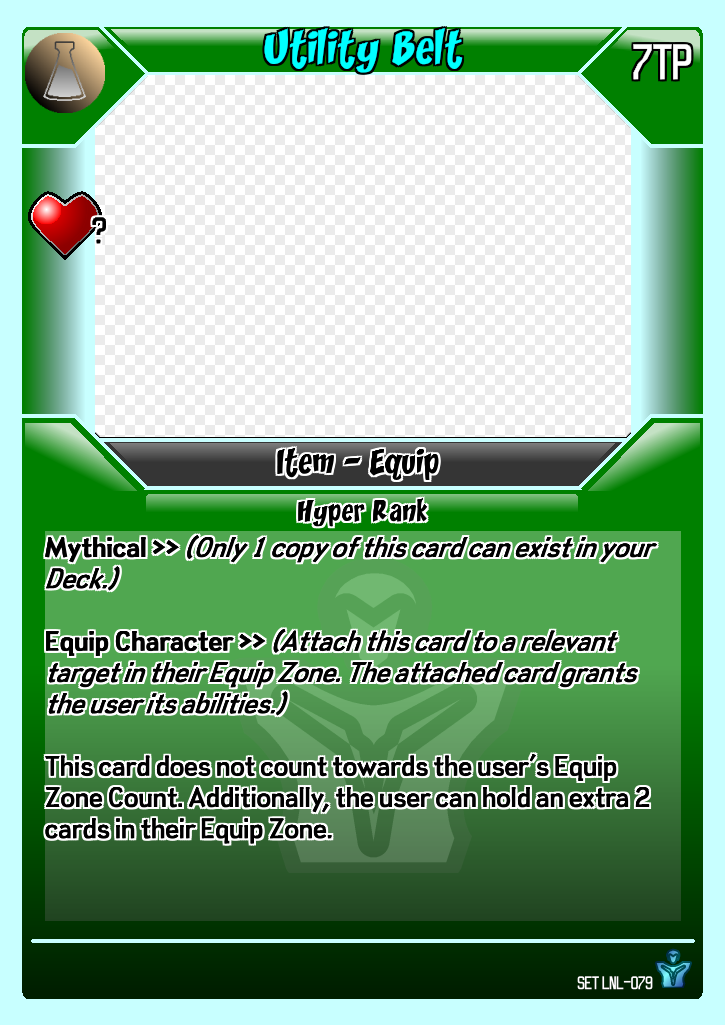 Utility Belt
7TP
?
Item - Equip
Hyper Rank
Mythical >> (Only 1 copy of this card can exist in your
Deck.)
Equip Character >> (Attach this card to a relevant
target in their Equip Zone. The attached card grants
the user its abilities.)
This card does not count towards the user's Equip
Zone Count. Additionally, the user can hold an extra 2
cards in their Equip Zone.
SET LNL-079